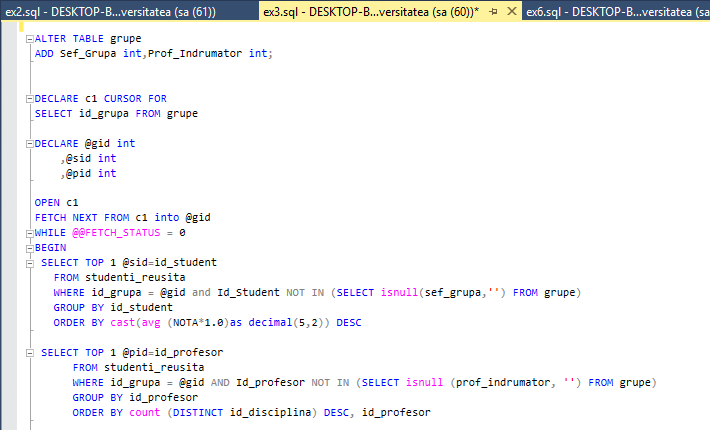 ex2.sql - DESKTOP-B...versitatea (sa (61)) ex3.sql - DESKTOP-B...versitatea (sa (60))* ex6.sql - DESKTOP-B...versitatea (sa
ALTER TABLE grupe
ADD Sef_Grupa int,Prof_Indrumator int;
DECLARE c1 CURSOR FOR
SELECT id_grupa FROM grupe
DECLARE @gid int
,@sid int
,@pid int
OPEN c1
FETCH NEXT FROM c1 into @gid
WHILE @@FETCH_STATUS = 0
BEGIN
SELECT TOP 1 @sid=id_student
FROM studenti_reusita
WHERE id_grupa = @gid and Id_Student NOT IN (SELECT isnull(sef_grupa,'') FROM grupe)
GROUP BY id_student
ORDER BY cast(avg (NOTA*1.0)as decimal(5,2)) DESC
SELECT TOP 1 @pid=id_profesor
FROM studenti_reusita
WHERE id_grupa = @gid AND Id_profesor NOT IN (SELECT isnull (prof_indrumator, '') FROM grupe)
GROUP BY id_profesor
ORDER BY count (DISTINCT id_disciplina) DESC, id_profesor